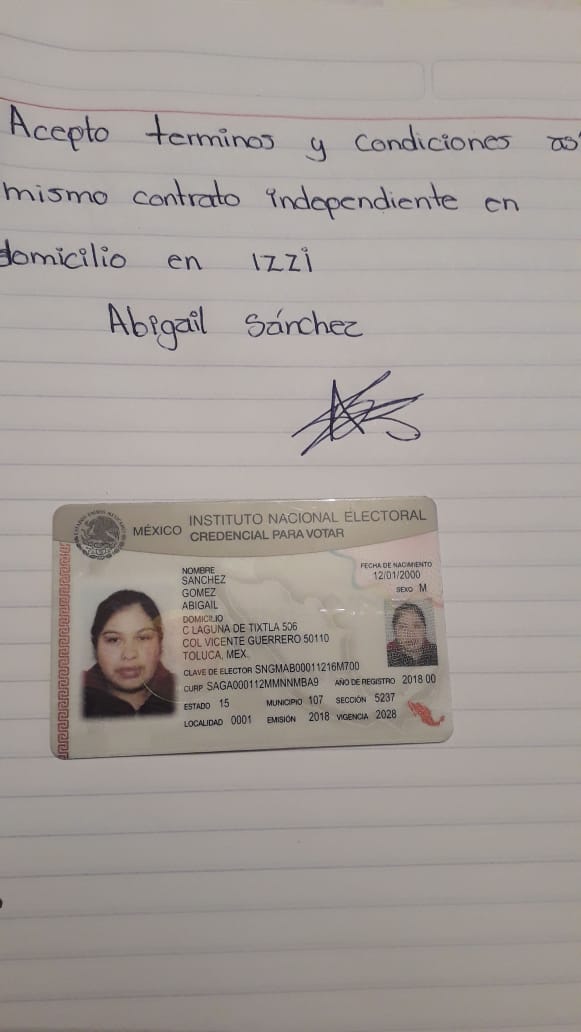 Acepto terminos y condiciones as
mismo contrato independiente en
domicilio en IZZI
Abigail Sánchez
MÉXICO INSTITUTO NACIONAL ELECTORAL
CREDENCIAL PARA VOTAR
NOMBRE
SANCHEZ
GOMEZ
ABIGAIL
FECHA DE NACIMIENTO
12/01/2000
SEXO M
DOMICILIO
C LAGUNA DE TIXTLA 506
COL VICENTE GUERRERO 50110
TOLUCA, MEX.
CLAVE DE ELECTOR SNGMAB00011216M700
CURP SAGA000112MMNNMBA9 AÑO DE REGISTRO 2018 00
ESTADO 15 MUNICIPIO 107 SECCIÓN 5237
LOCALIDAD 0001 EMISIÓN 2018 VIGENCIA 2028